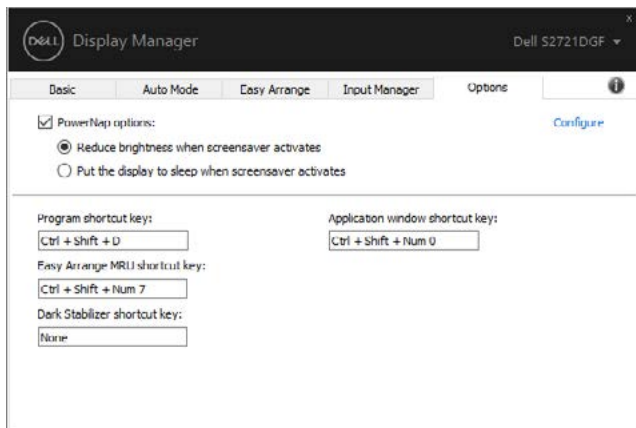 x
DELL Display Manager Dell S2721DGF
Basic Auto Mode Easy Arrange Input Manager Options
PowerNap options: Configure
Reduce brightness when screensaver activates
Put the display to sleep when screensaver activates
Program shortcut key: Application window shortcut key:
Ctrl + Shift + D Ctrl + Shift + Num 0
Easy Arrange MRU shortcut key:
Ctrl + Shift + Num 7
Dark Stabilizer shortcut key:
None